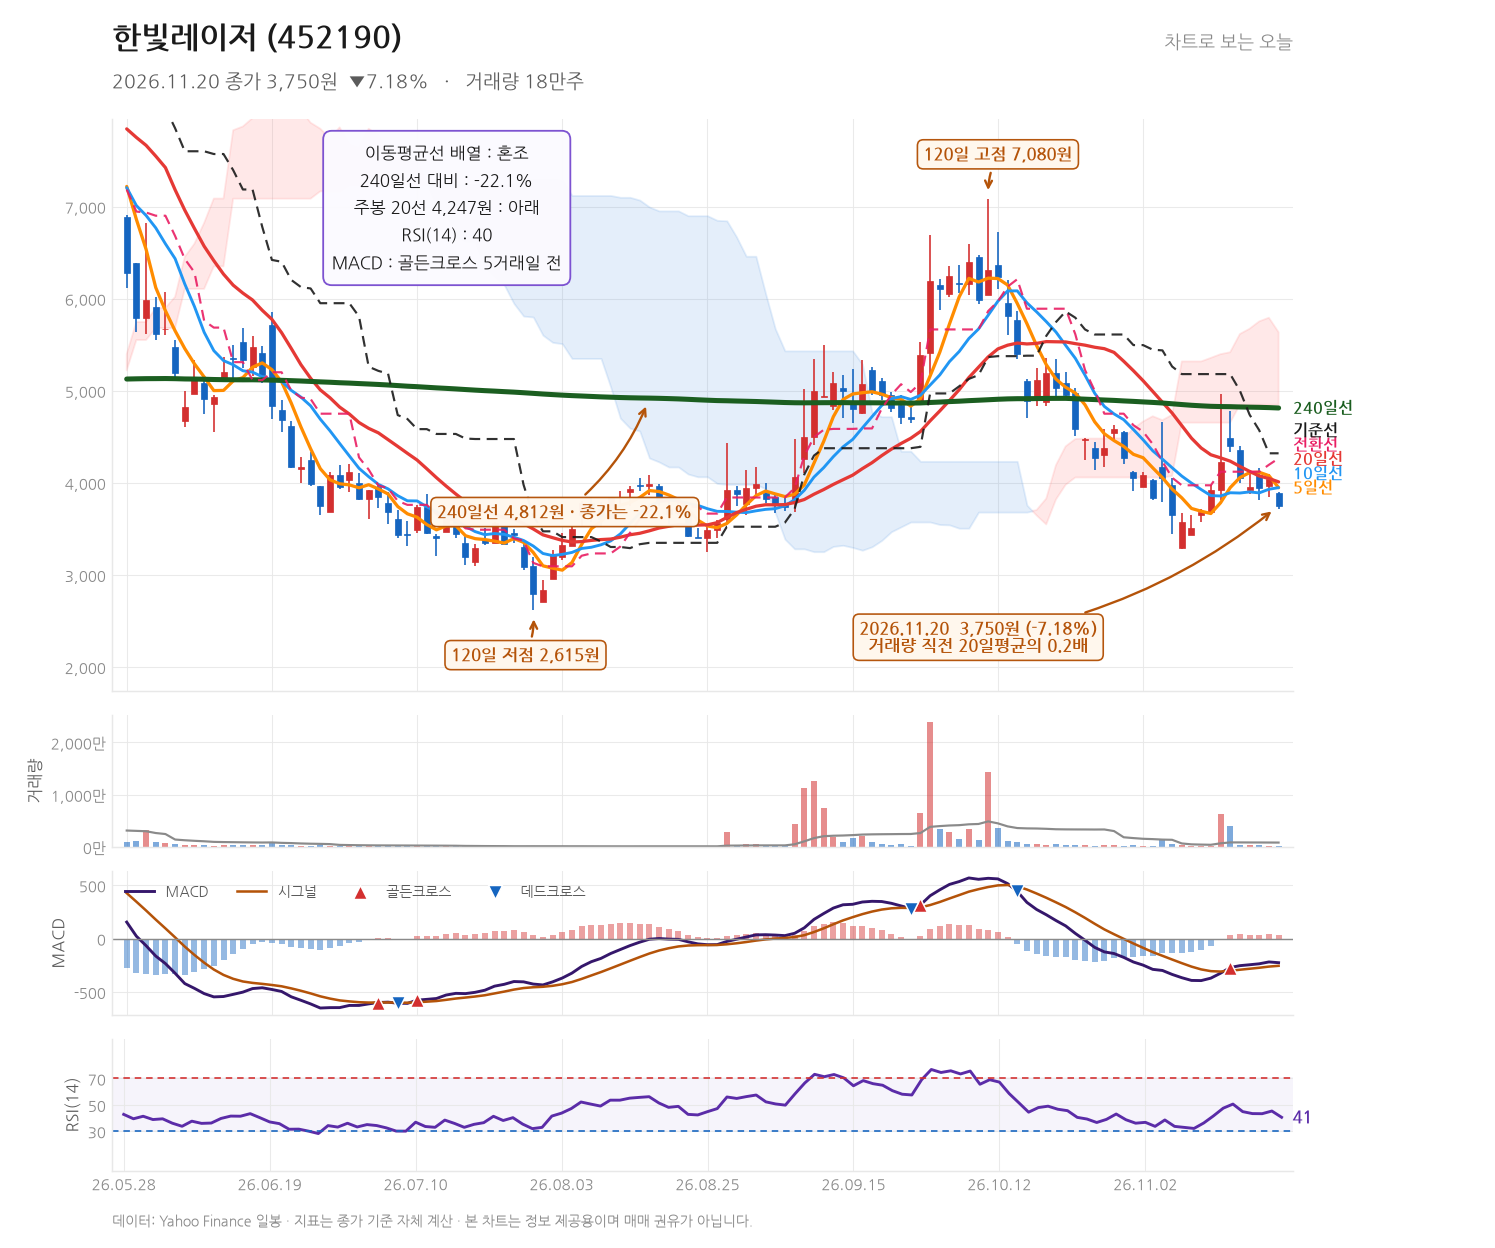 한빛레이저 (452190)
차트로 보는 오늘
2026.11.20 종가 3,750원 ▼7.18% · 거래량 18만주
이동평균선 배열 : 혼조
240일선 대비 : -22.1%
주봉 20선 4,247원 : 아래
RSI(14) : 40
MACD : 골든크로스 5거래일 전
120일 고점 7,080원
7,000
6,000
5,000
4,000
3,000
2,000
240일선
기준선
전환선
20일선
10일선
5일선
240일선 4,812원 · 종가는 -22.1%
120일 저점 2,615원
2026.11.20 3,750원 (-7.18%)
거래량 직전 20일평균의 0.2배
거래량
2,000만
1,000만
0만
MACD
500
0
-500
MACD
시그널
골든크로스
데드크로스
RSI(14)
70
50
30
41
26.05.28
26.06.19
26.07.10
26.08.03
26.08.25
26.09.15
26.10.12
26.11.02
데이터: Yahoo Finance 일봉 · 지표는 종가 기준 자체 계산 · 본 차트는 정보 제공용이며 매매 권유가 아닙니다.